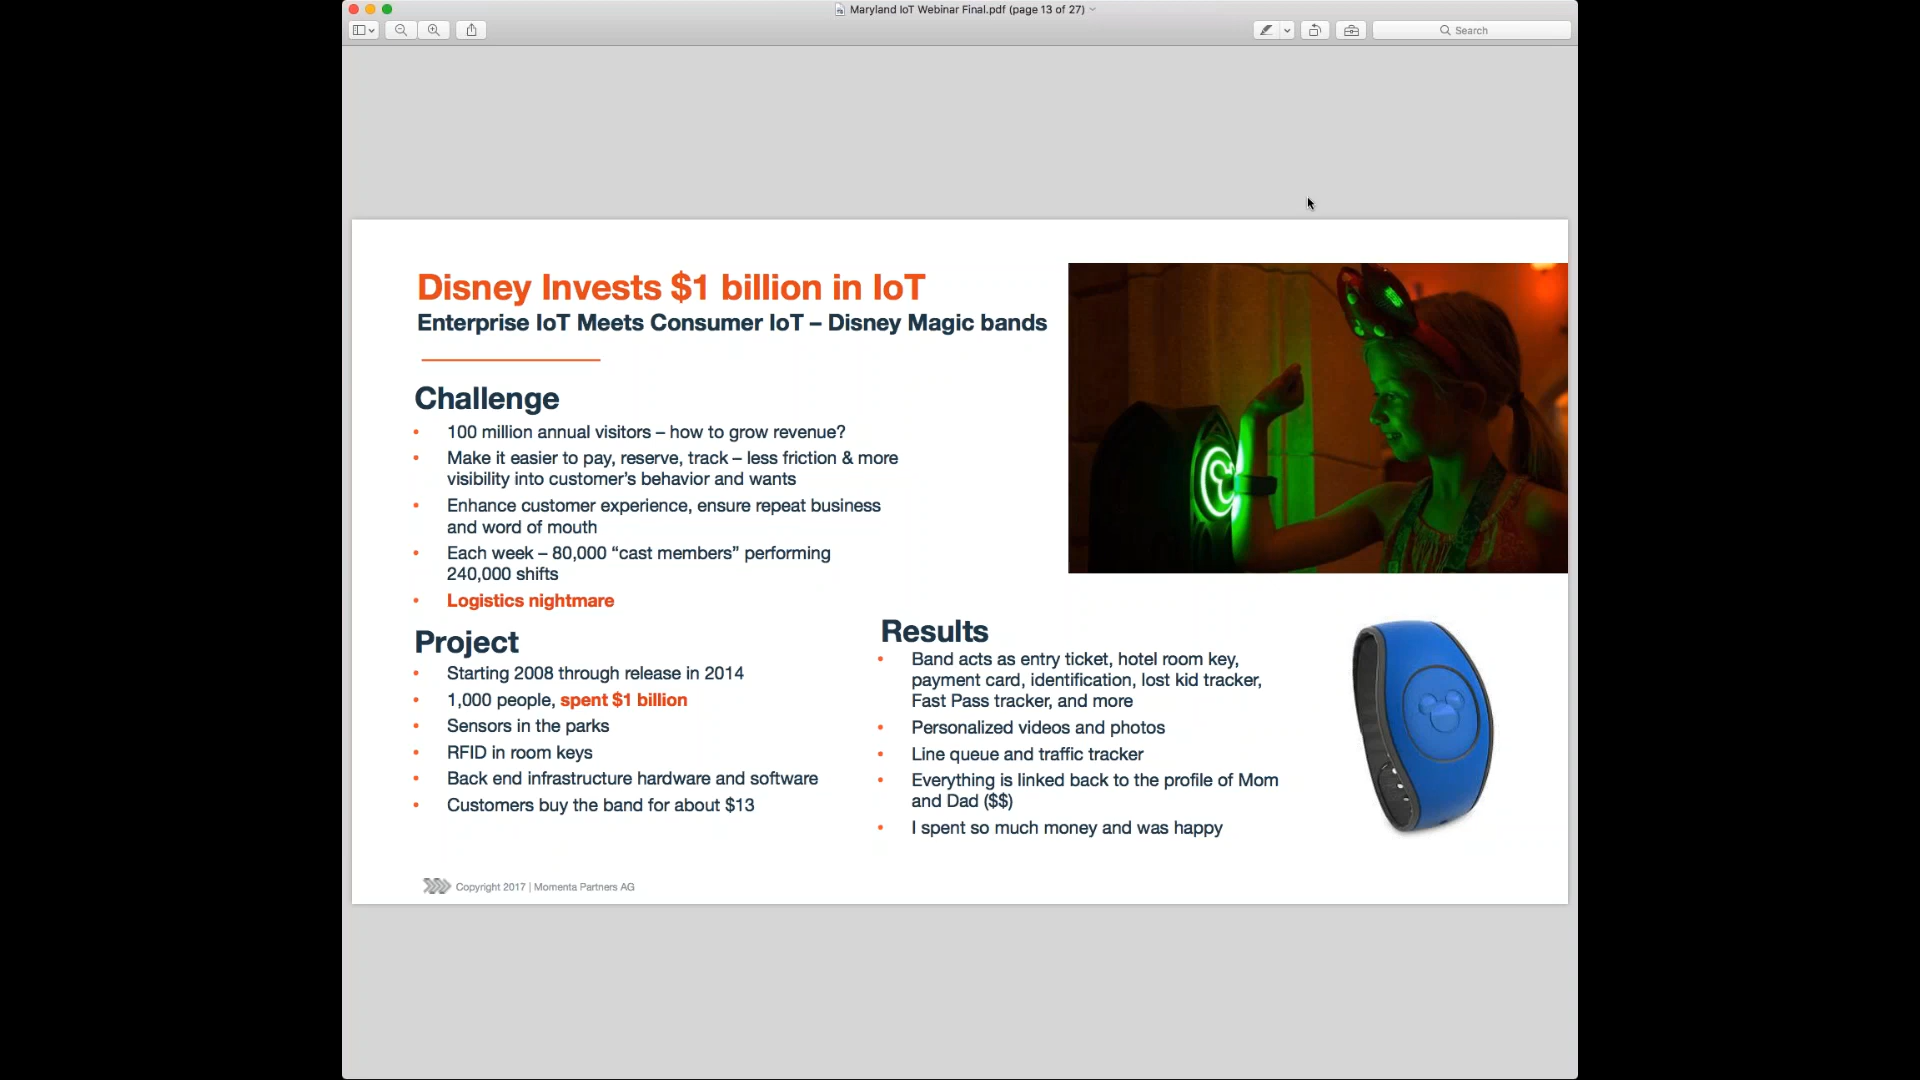 Maryland IoT Webinar Final.pdf (page 13 of 27)
Search
Disney Invests $1 billion in IoT
Enterprise IoT Meets Consumer IoT – Disney Magic bands
Challenge
• 100 million annual visitors – how to grow revenue?
• Make it easier to pay, reserve, track – less friction & more
visibility into customer's behavior and wants
• Enhance customer experience, ensure repeat business
and word of mouth
• Each week – 80,000 “cast members” performing
240,000 shifts
• Logistics nightmare
Project
• Starting 2008 through release in 2014
• 1,000 people, spent $1 billion
• Sensors in the parks
• RFID in room keys
• Back end infrastructure hardware and software
• Customers buy the band for about $13
Results
• Band acts as entry ticket, hotel room key,
payment card, identification, lost kid tracker,
Fast Pass tracker, and more
• Personalized videos and photos
• Line queue and traffic tracker
• Everything is linked back to the profile of Mom
and Dad ($$)
• I spent so much money and was happy
Copyright 2017 | Momenta Partners AG